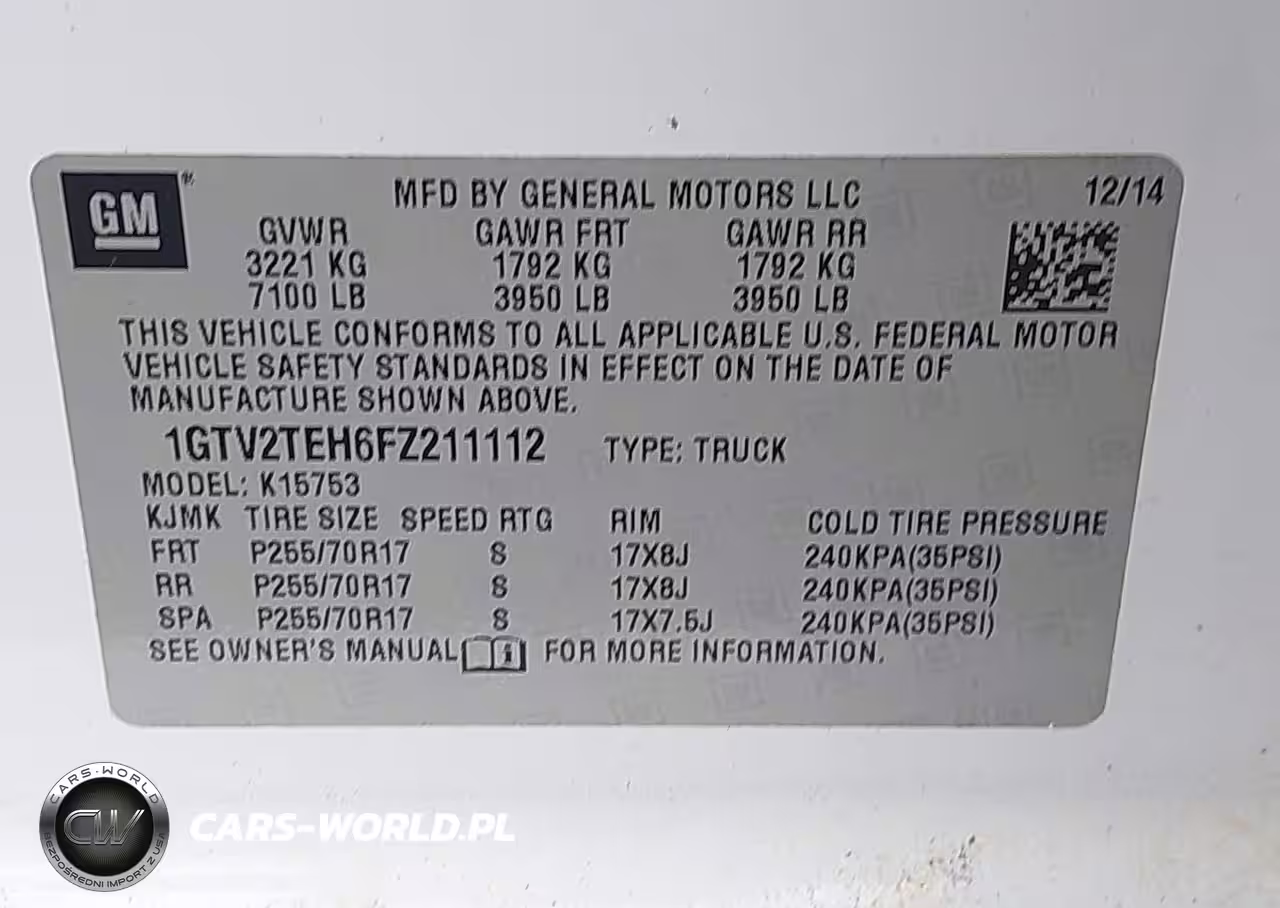 GM
MFD BY GENERAL MOTORS LLC 12/14
GVWR GAWR FRT GAWR RR
3221 KG 1792 KG 1792 KG
7100 LB 3950 LB 3950 LB
THIS VEHICLE CONFORMS TO ALL APPLICABLE U.S. FEDERAL MOTOR
VEHICLE SAFETY STANDARDS IN EFFECT ON THE DATE OF
MANUFACTURE SHOWN ABOVE.
1GTV2TEH6FZ211112 TYPE: TRUCK
MODEL: K15753
KJMK TIRE SIZE SPEED RTG RIM COLD TIRE PRESSURE
FRT P255/70R17 S 17X8J 240KPA(35PSI)
RR P255/70R17 S 17X8J 240KPA(35PSI)
SPA P255/70R17 S 17X7.5J 240KPA(35PSI)
SEE OWNER'S MANUAL i FOR MORE INFORMATION.
CARS-WORLD
CW
BEZPOŚREDNI IMPORT Z USA
CARS-WORLD.PL